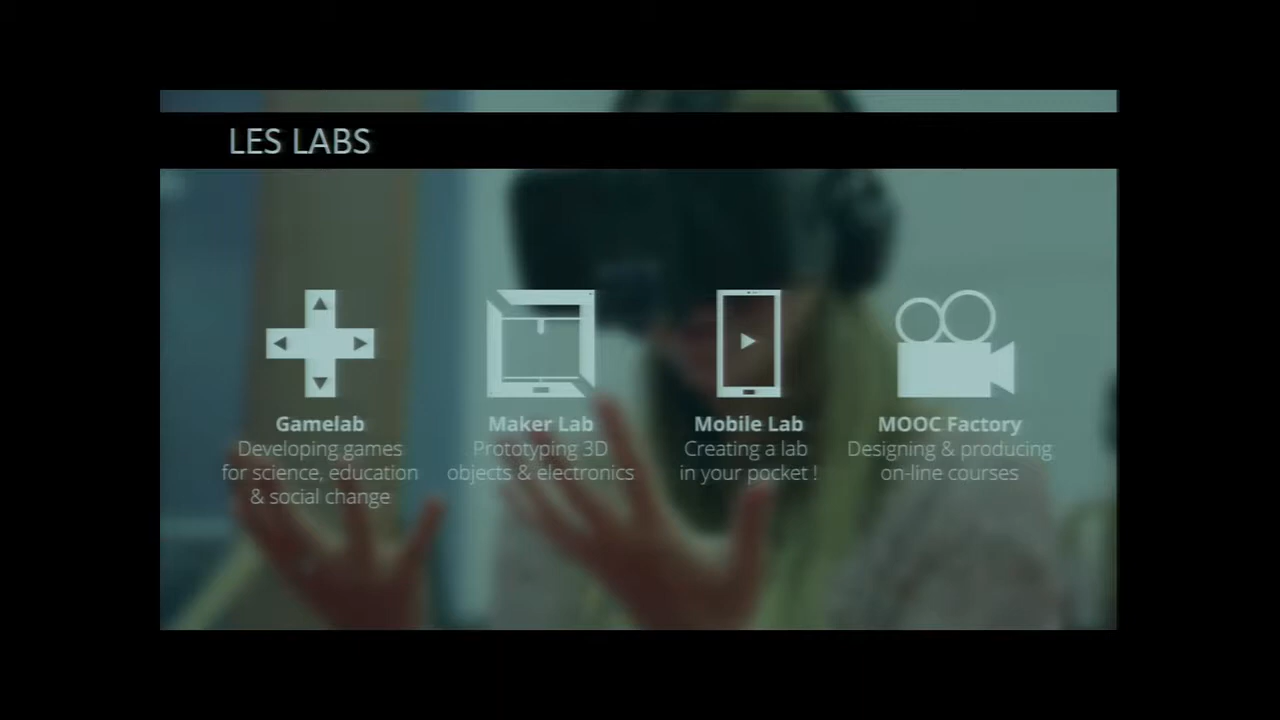 LES LABS
Gamelab
Developing games
for science, education
& social change
Maker Lab
Prototyping 3D
objects & electronics
Mobile Lab
Creating a lab
in your pocket !
MOOC Factory
Designing & producing
on-line courses